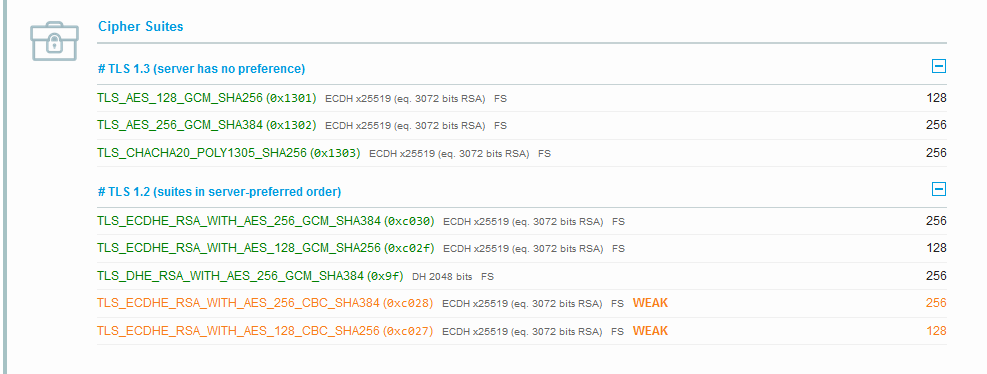 Cipher Suites
# TLS 1.3 (server has no preference)
TLS_AES_128_GCM_SHA256 (0x1301) ECDH x25519 (eq. 3072 bits RSA) FS 128
TLS_AES_256_GCM_SHA384 (0x1302) ECDH x25519 (eq. 3072 bits RSA) FS 256
TLS_CHACHA20_POLY1305_SHA256 (0x1303) ECDH x25519 (eq. 3072 bits RSA) FS 256
# TLS 1.2 (suites in server-preferred order)
TLS_ECDHE_RSA_WITH_AES_256_GCM_SHA384 (0xc030) ECDH x25519 (eq. 3072 bits RSA) FS 256
TLS_ECDHE_RSA_WITH_AES_128_GCM_SHA256 (0xc02f) ECDH x25519 (eq. 3072 bits RSA) FS 128
TLS_DHE_RSA_WITH_AES_256_GCM_SHA384 (0x9f) DH 2048 bits FS 256
TLS_ECDHE_RSA_WITH_AES_256_CBC_SHA384 (0xc028) ECDH x25519 (eq. 3072 bits RSA) FS WEAK 256
TLS_ECDHE_RSA_WITH_AES_128_CBC_SHA256 (0xc027) ECDH x25519 (eq. 3072 bits RSA) FS WEAK 128